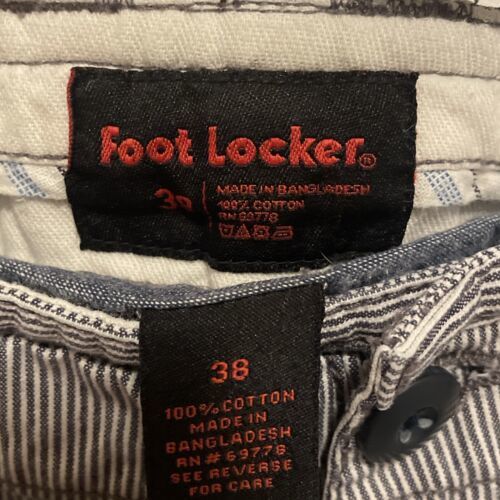 Foot Locker®
38
MADE IN BANGLADESH
100% COTTON
RN 69778
38
100% COTTON
MADE IN
BANGLADESH
RN# 69778
SEE REVERSE
FOR CARE